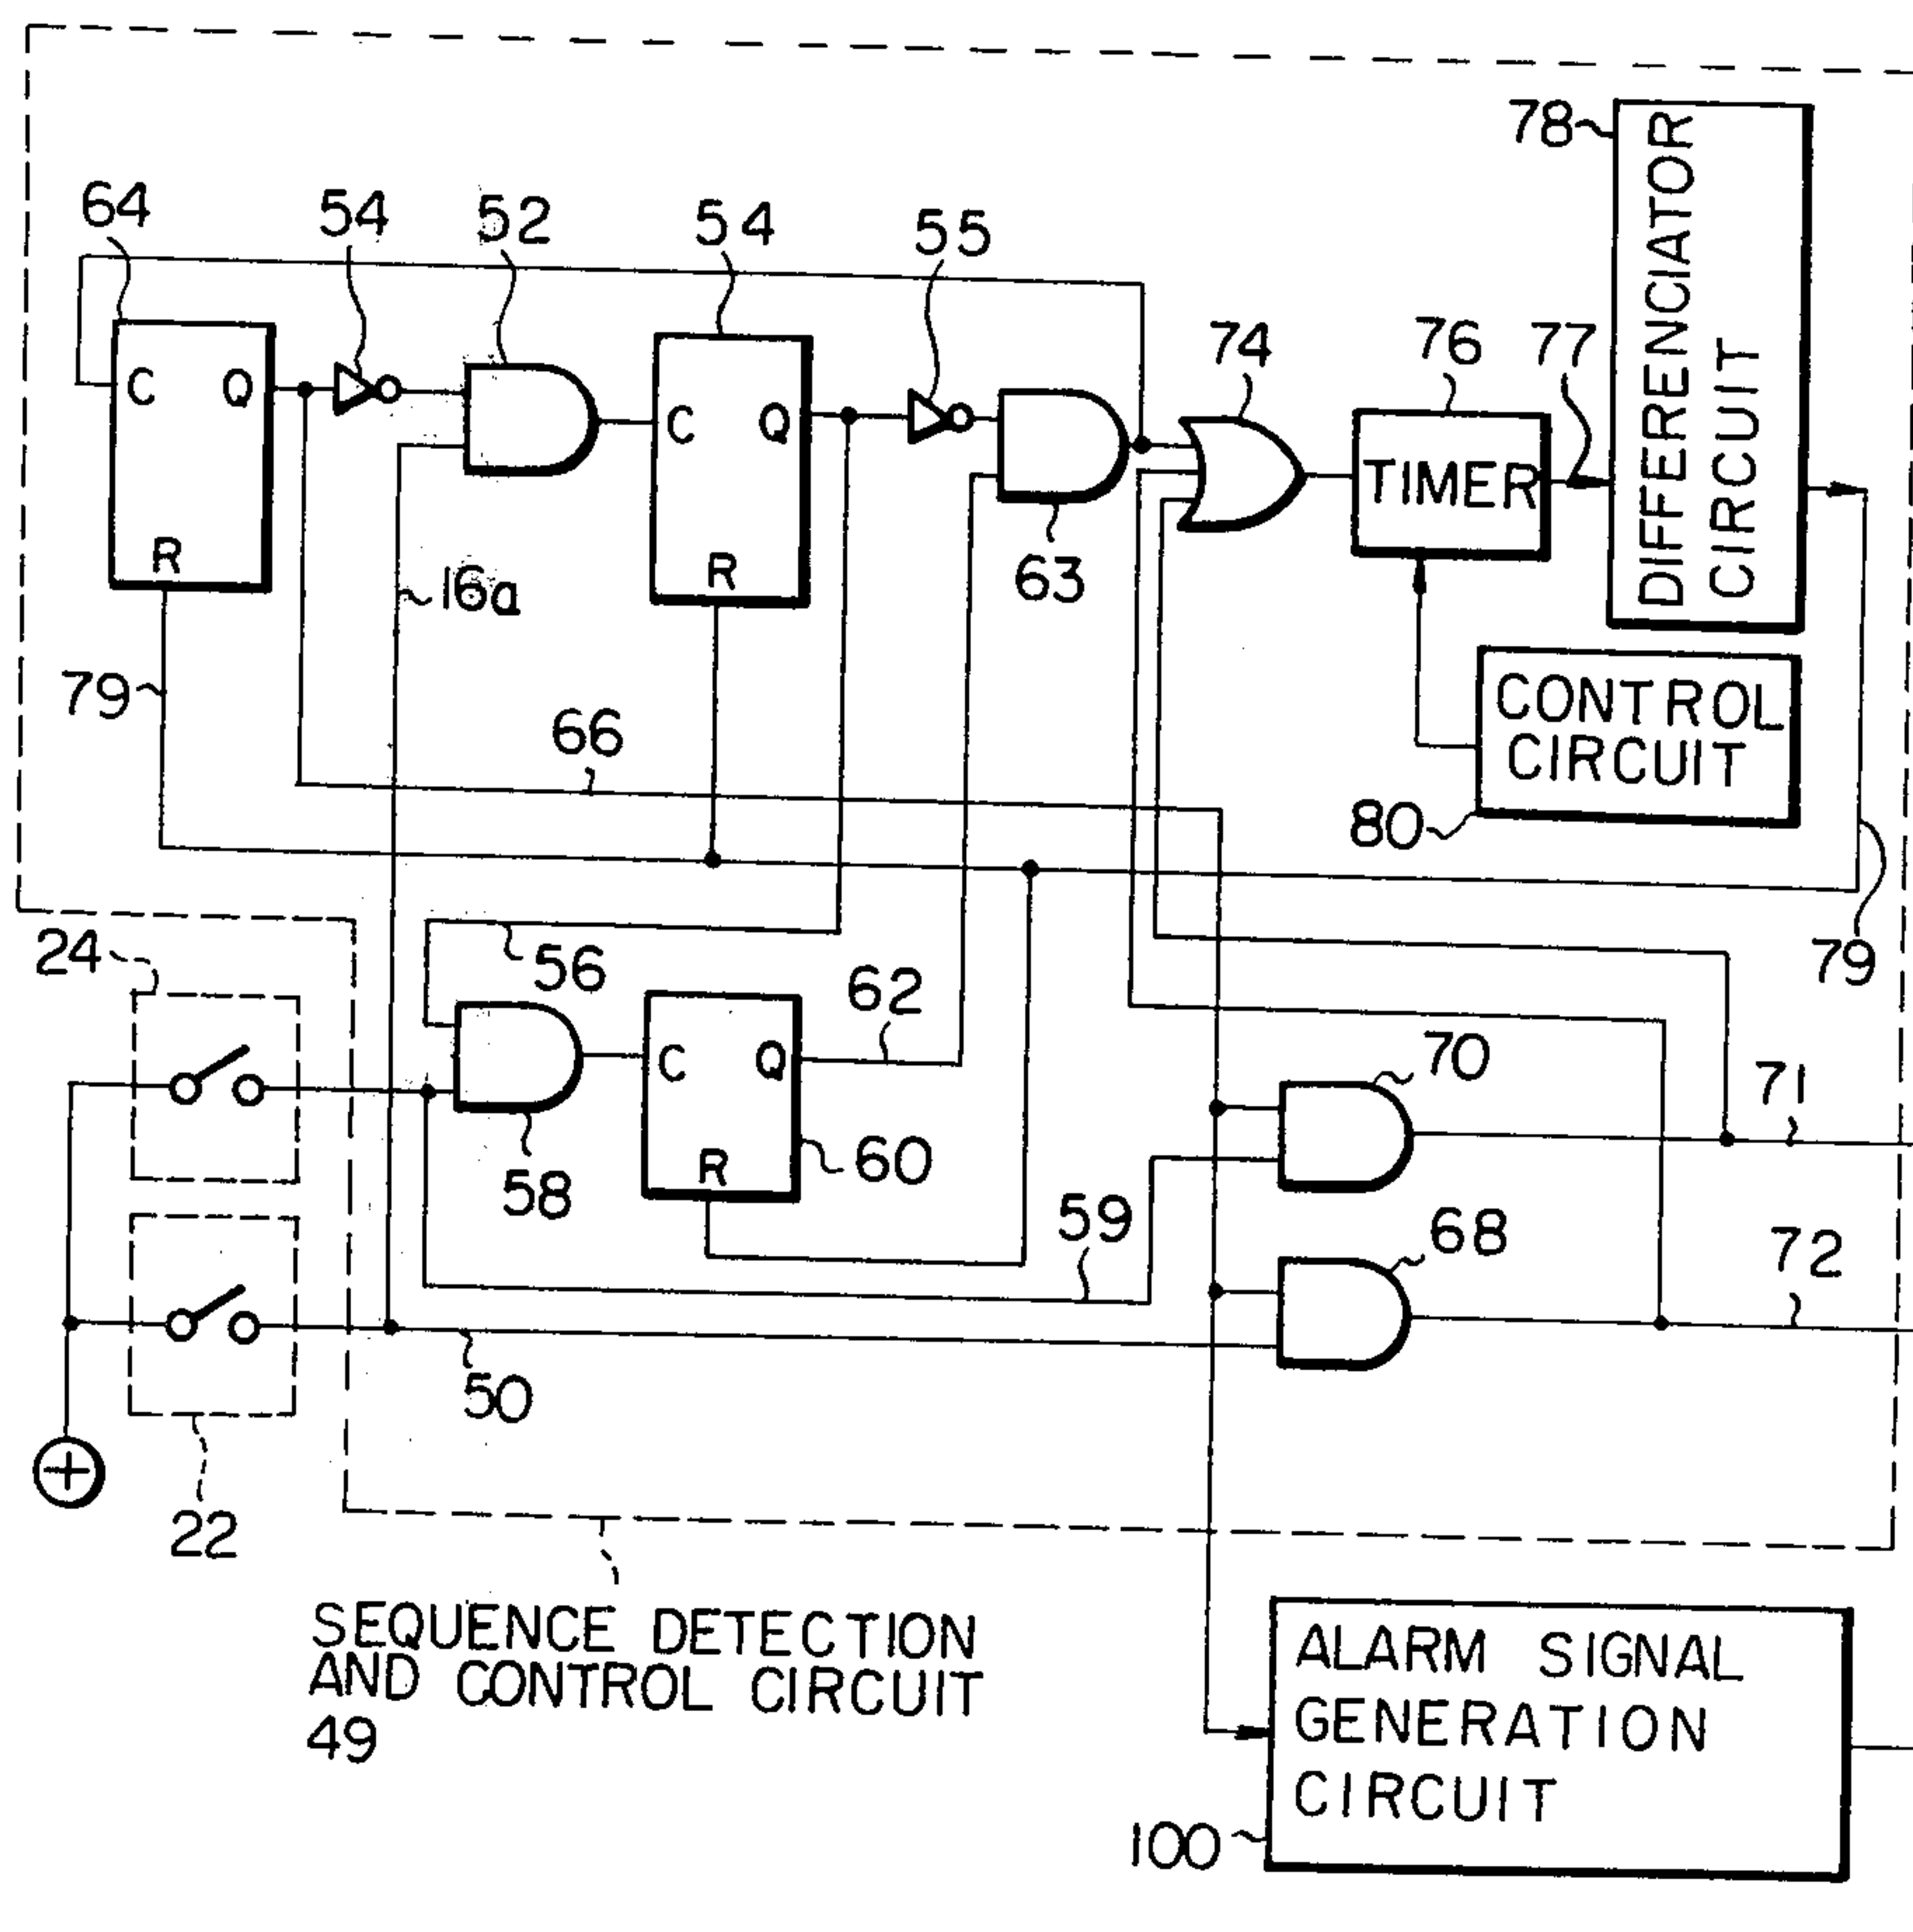 78
DIFFERENCIATOR
CIRCUIT
64
54
52
54
55
74
76
77
C
Q
C
Q
TIMER
R
R
16a
63
79
66
CONTROL
CIRCUIT
80
24
56
62
79
C
Q
70
71
R
60
58
59
68
72
50
22
SEQUENCE DETECTION
AND CONTROL CIRCUIT
49
ALARM SIGNAL
GENERATION
CIRCUIT
100